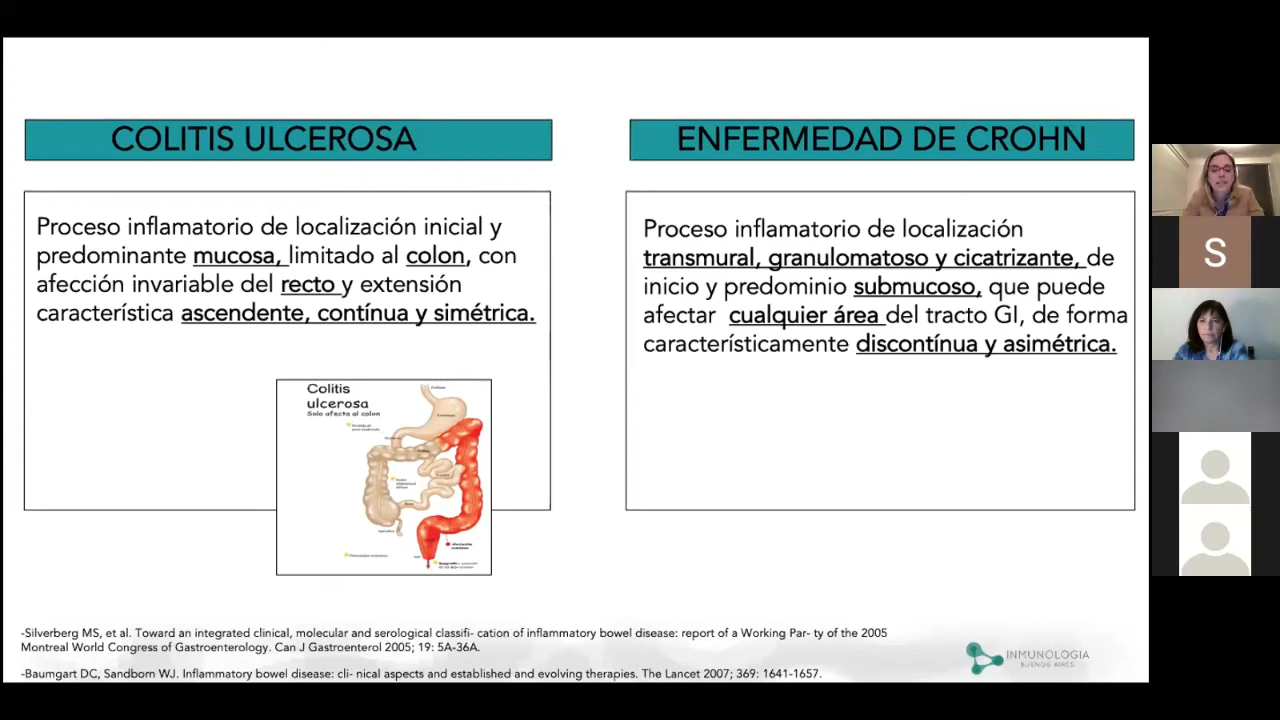 COLITIS ULCEROSA
Proceso inflamatorio de localización inicial y
predominante mucosa, limitado al colon, con
afección invariable del recto y extensión
característica ascendente, contínua y simétrica.
Colitis
ulcerosa
Solo afecta al colon
ENFERMEDAD DE CROHN
Proceso inflamatorio de localización
transmural, granulomatoso y cicatrizante, de
inicio y predominio submucoso, que puede
afectar cualquier área del tracto GI, de forma
característicamente discontínua y asimétrica.
S
-Silverberg MS, et al. Toward an integrated clinical, molecular and serological classifi- cation of inflammatory bowel disease: report of a Working Par- ty of the 2005
Montreal World Congress of Gastroenterology. Can J Gastroenterol 2005; 19: 5A-36A.
-Baumgart DC, Sandborn WJ. Inflammatory bowel disease: cli- nical aspects and established and evolving therapies. The Lancet 2007; 369: 1641-1657.
INMUNOLOGIA
BUENOS AIRES